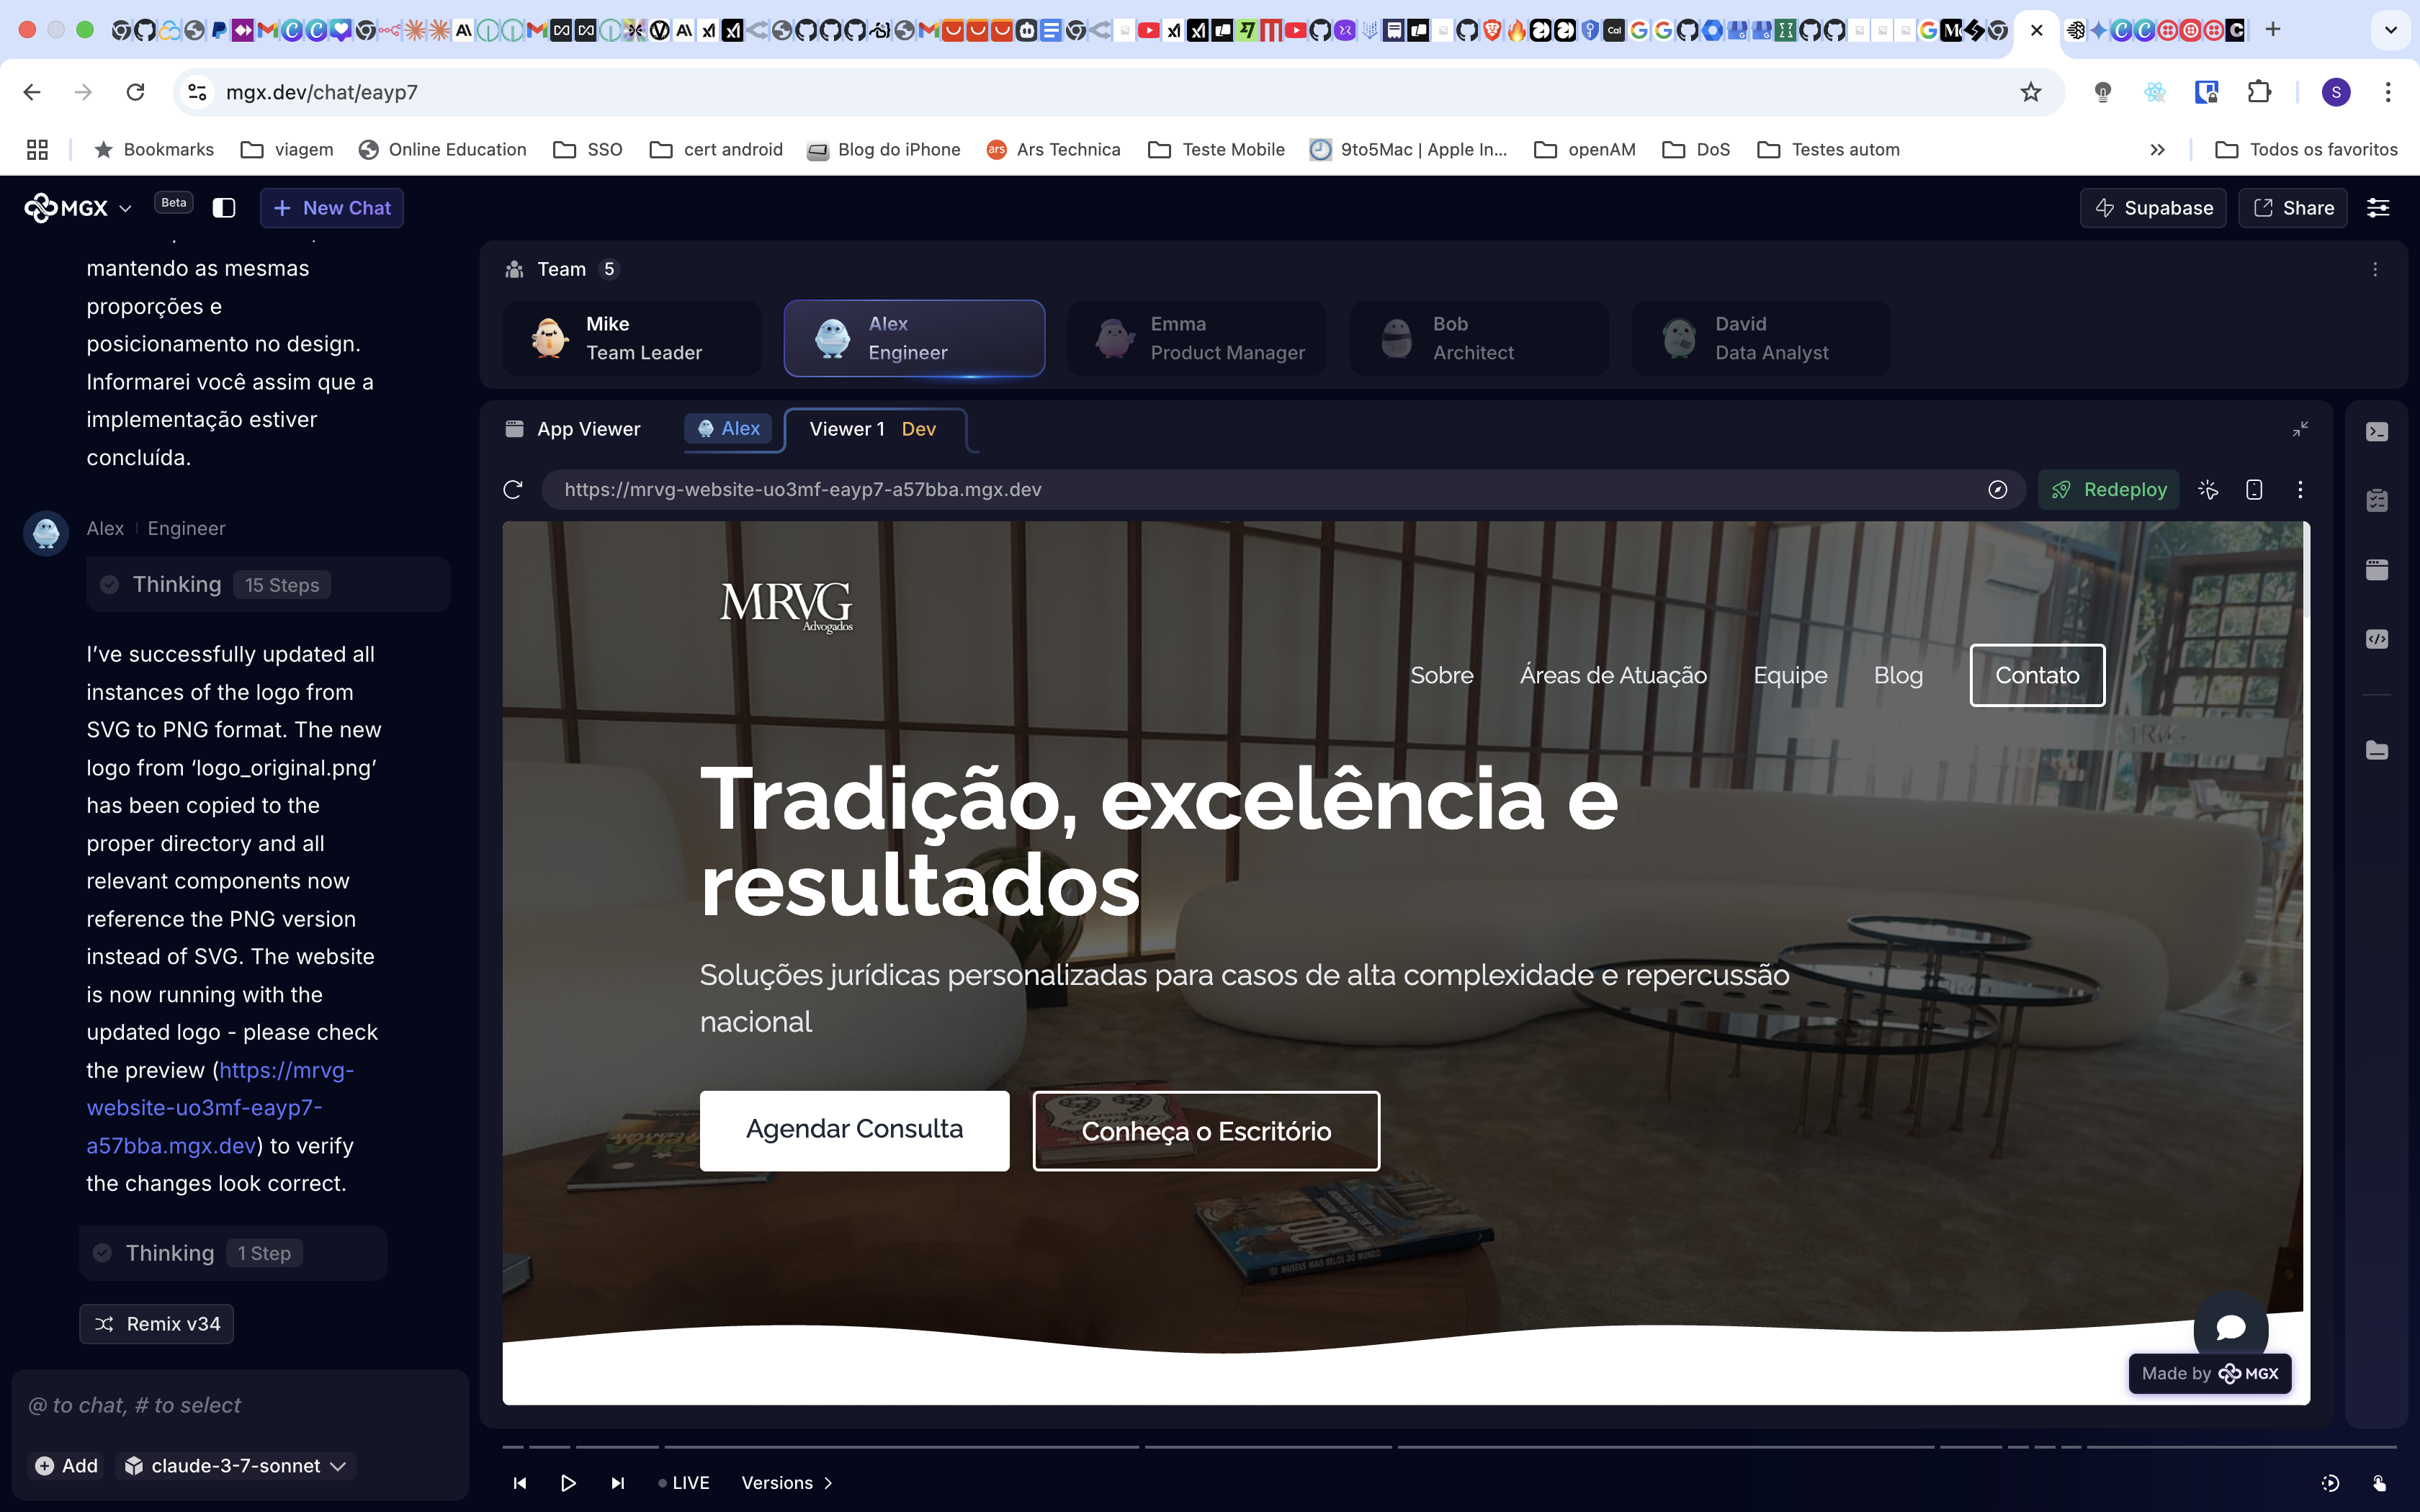 mgx.dev/chat/eayp7
S
Bookmarks
viagem
Online Education
SSO
cert android
Blog do iPhone
Ars Technica
Teste Mobile
9to5Mac | Apple In...
openAM
DoS
Testes autom
Todos os favoritos
MGX
Beta
New Chat
Supabase
Share
mantendo as mesmas
proporções e
posicionamento no design.
Informarei você assim que a
implementação estiver
concluída.
Alex
Engineer
Thinking
15 Steps
I’ve successfully updated all
instances of the logo from
SVG to PNG format. The new
logo from ‘logo_original.png’
has been copied to the
proper directory and all
relevant components now
reference the PNG version
instead of SVG. The website
is now running with the
updated logo - please check
the preview (https://mrvg-
website-uo3mf-eayp7-
a57bba.mgx.dev) to verify
the changes look correct.
Thinking
1 Step
Remix v34
@ to chat, # to select
Add
claude-3-7-sonnet
Team
5
Mike
Team Leader
Alex
Engineer
Emma
Product Manager
Bob
Architect
David
Data Analyst
App Viewer
Alex
Viewer 1
Dev
https://mrvg-website-uo3mf-eayp7-a57bba.mgx.dev
Redeploy
MRVG
Advogados
Sobre
Áreas de Atuação
Equipe
Blog
Contato
Tradição, excelência e
resultados
Soluções jurídicas personalizadas para casos de alta complexidade e repercussão
nacional
Agendar Consulta
Conheça o Escritório
Made by MGX
LIVE
Versions